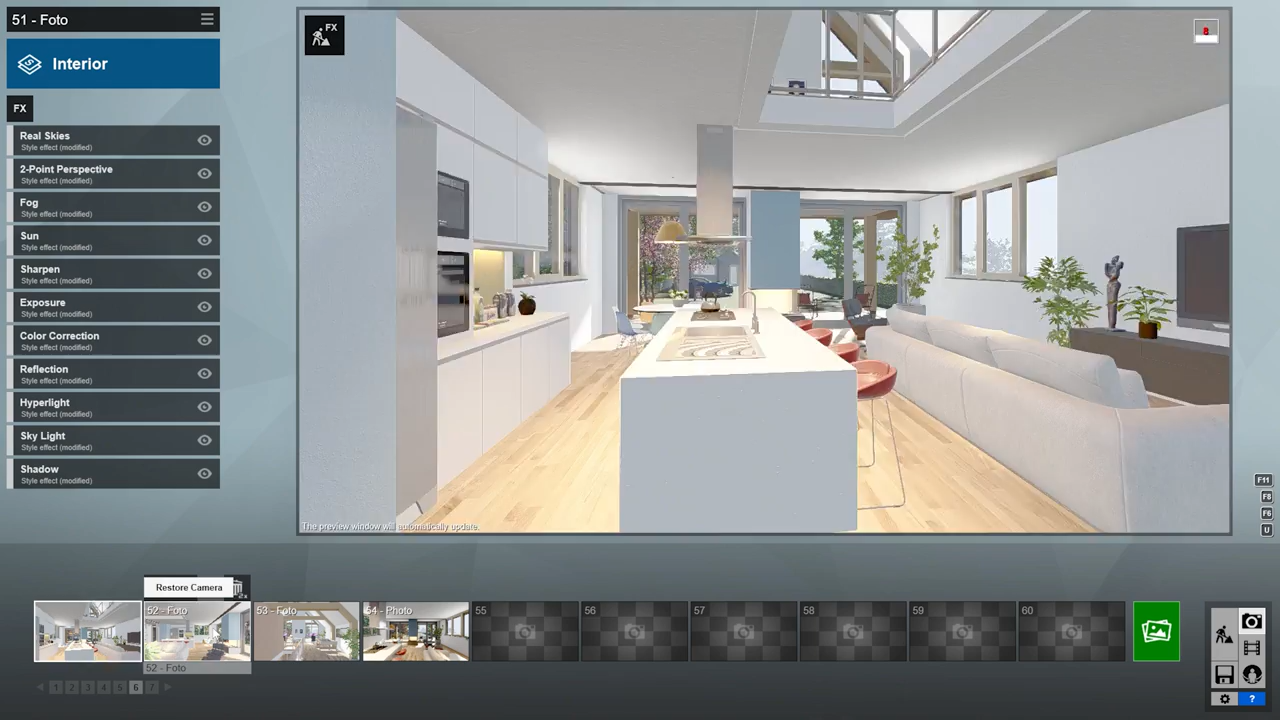 51 - Foto
Interior
FX
Real Skies
Style effect (modified)
2-Point Perspective
Style effect (modified)
Fog
Style effect (modified)
Sun
Style effect (modified)
Sharpen
Style effect (modified)
Exposure
Style effect (modified)
Color Correction
Style effect (modified)
Reflection
Style effect (modified)
Hyperlight
Style effect (modified)
Sky Light
Style effect (modified)
Shadow
Style effect (modified)
FX
The preview window will automatically update.
F11
F8
F6
U
Restore Camera
52 - Foto
53 - Foto
54 - Photo
55
56
57
58
59
60
52 - Foto
1 2 3 4 5 6 7
?